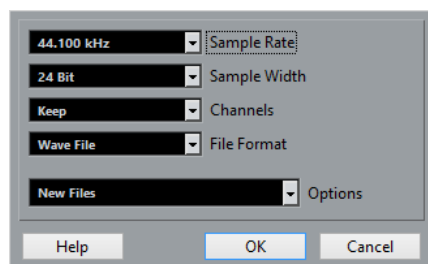 44.100 kHz Sample Rate
24 Bit Sample Width
Keep Channels
Wave File File Format
New Files Options
Help OK Cancel